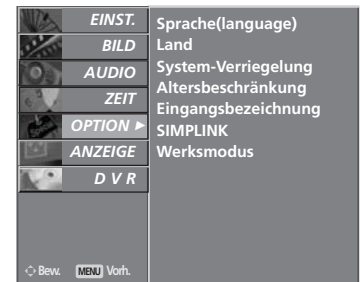 EINST.
BILD
AUDIO
ZEIT
OPTION ►
ANZEIGE
D V R
Bew. MENU Vorh.
Sprache(language)
Land
System-Verriegelung
Altersbeschränkung
Eingangsbezeichnung
SIMPLINK
Werksmodus